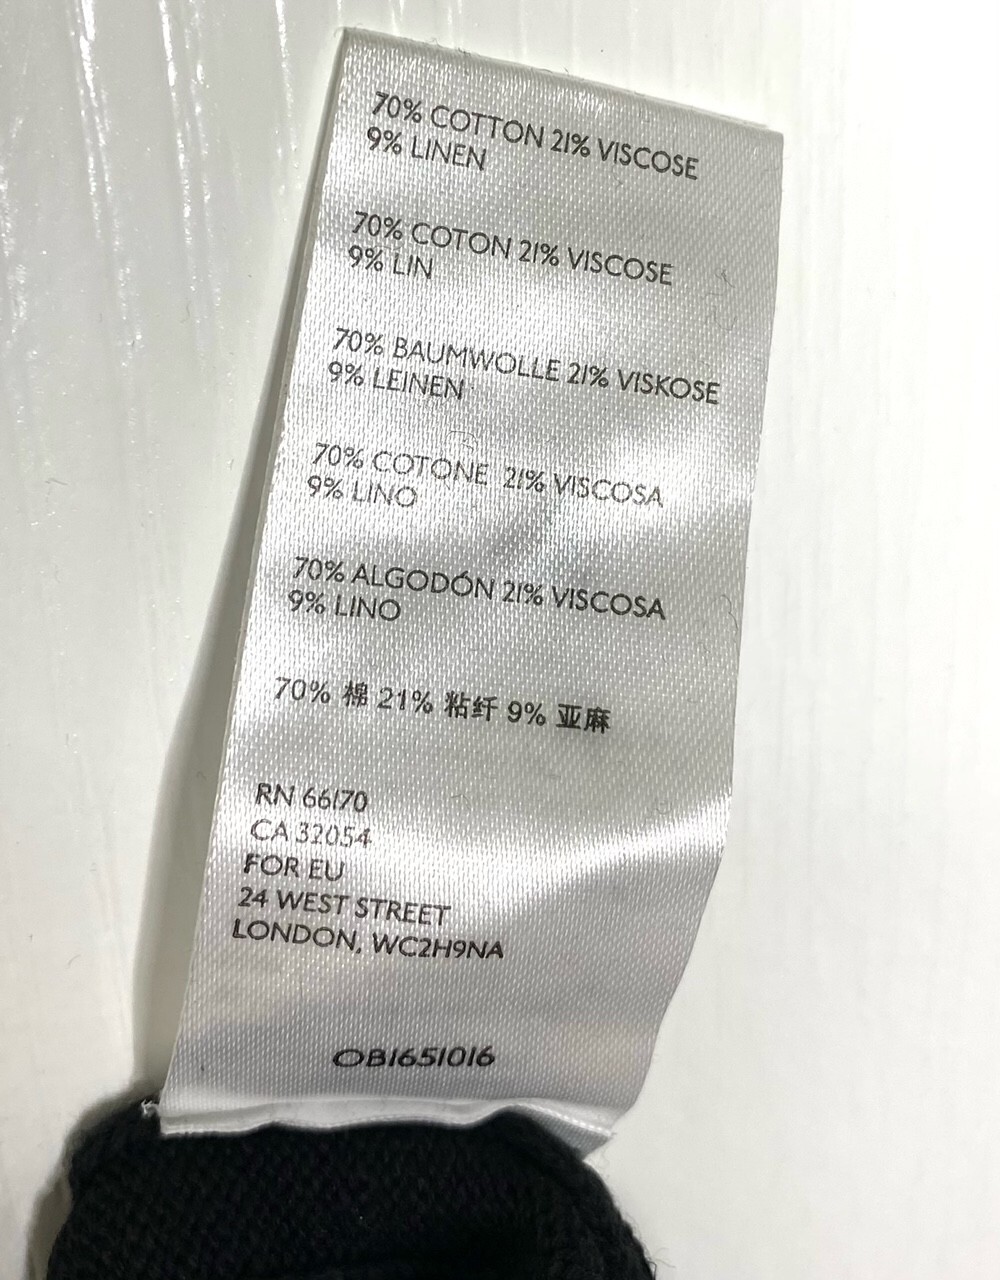 70% COTTON 21% VISCOSE
9% LINEN
70% COTON 21% VISCOSE
9% LIN
70% BAUMWOLLE 21% VISKOSE
9% LEINEN
70% COTONE 21% VISCOSA
9% LINO
70% ALGODÓN 21% VISCOSA
9% LINO
70% 棉 21% 粘纤 9% 亚麻
RN 66170
CA 32054
FOR EU
24 WEST STREET
LONDON, WC2H9NA
OB1651016